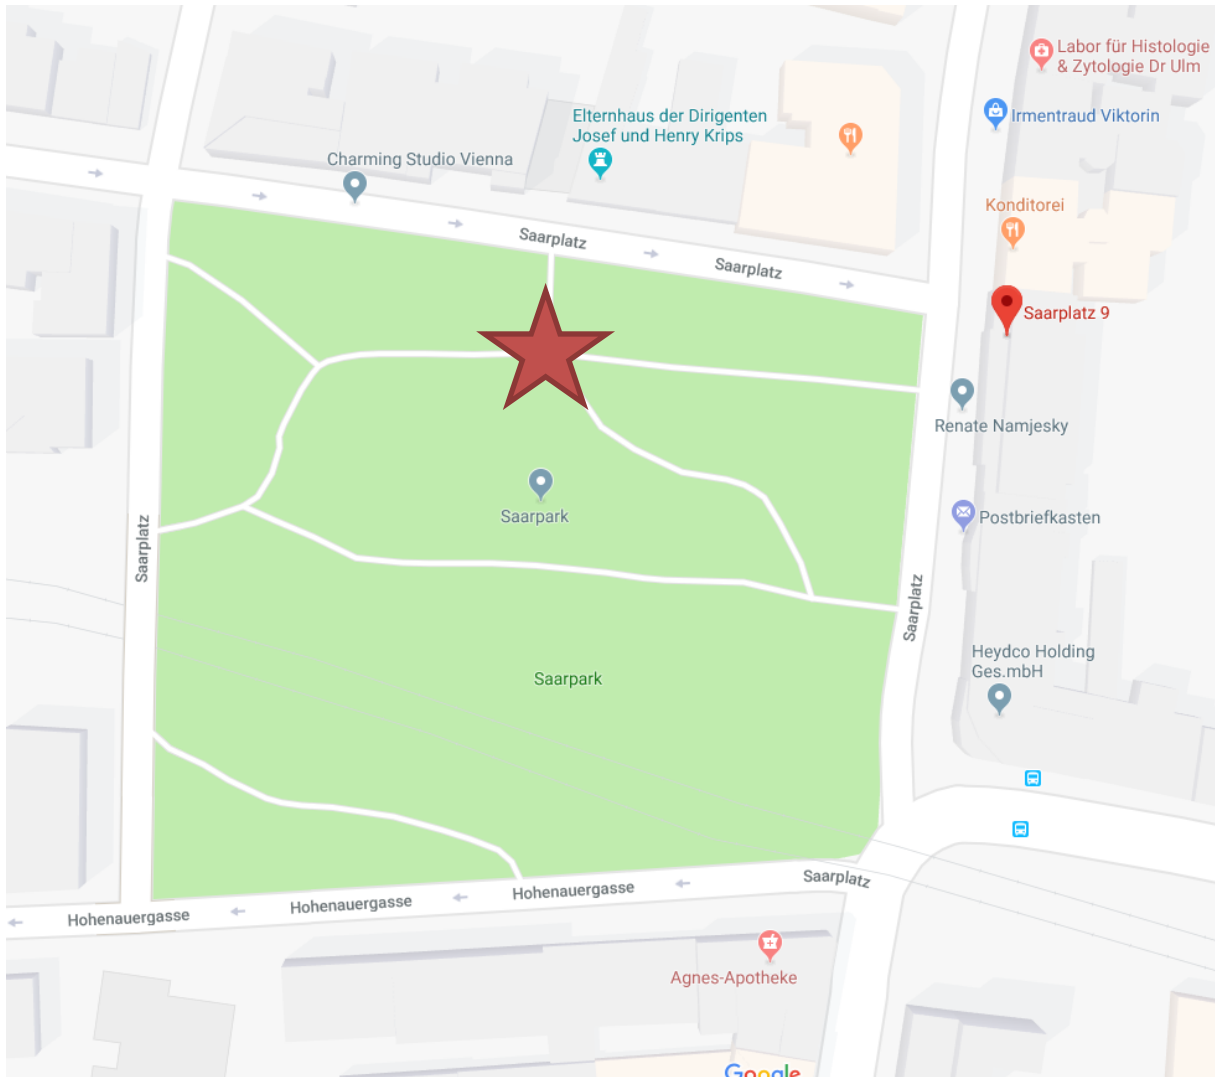 Labor für Histologie
& Zytologie Dr Ulm
Elternhaus der Dirigenten
Josef und Henry Krips
Irmentraud Viktorin
Charming Studio Vienna
Konditorei
Saarplatz
Saarplatz
Saarplatz 9
Renate Namjesky
Saarpark
Postbriefkasten
Saarplatz
Saarplatz
Heydco Holding
Ges.mbH
Saarpark
Saarplatz
Hohenauergasse
Hohenauergasse
Hohenauergasse
Agnes-Apotheke
Google